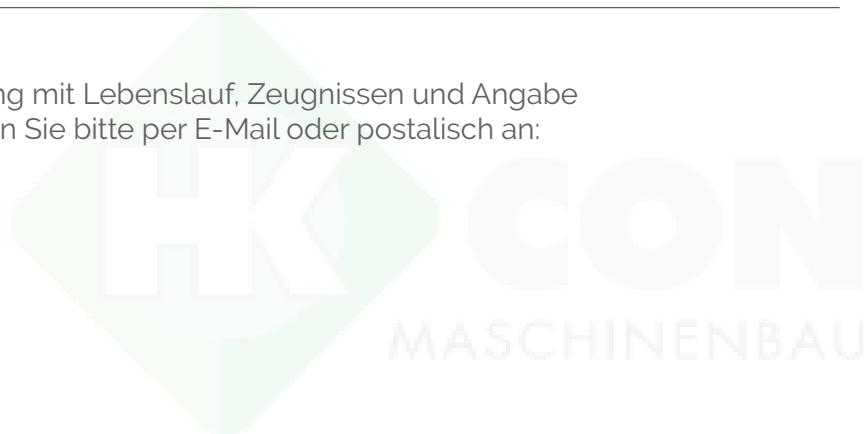 ng mit Lebenslauf, Zeugnissen und Angabe
n Sie bitte per E-Mail oder postalisch an:
HK CON
MASCHINENBAU